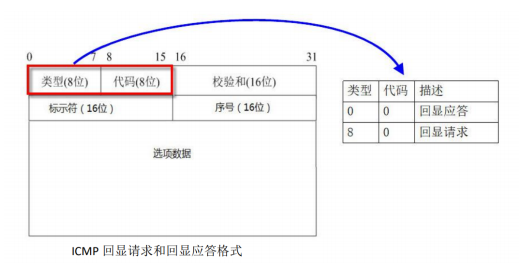 0 7 8 15 16 31
类型(8位) 代码(8位) 校验和(16位)
标示符（16位） 序号（16位）
选项数据
类型 代码 描述
0 0 回显应答
8 0 回显请求
ICMP 回显请求和回显应答格式